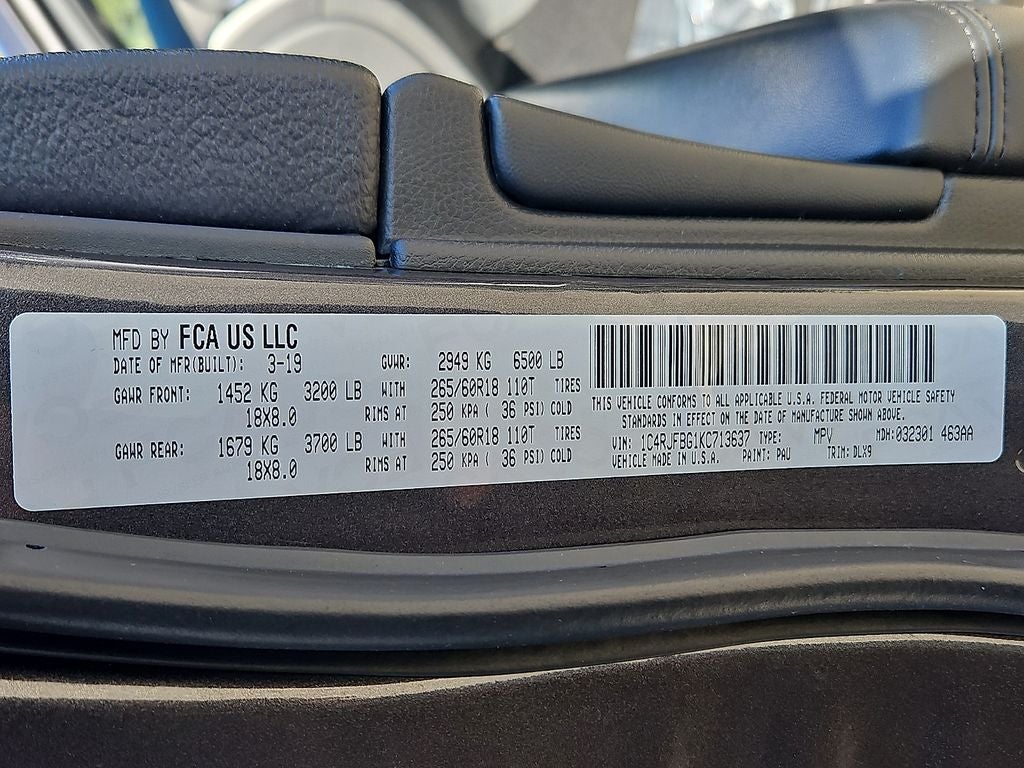 MFD BY FCA US LLC
DATE OF MFR(BUILT): 3-19 GVWR: 2949 KG 6500 LB
GAWR FRONT: 1452 KG 3200 LB WITH 265/60R18 110T TIRES
18X8.0 RIMS AT 250 KPA ( 36 PSI) COLD
GAWR REAR: 1679 KG 3700 LB WITH 265/60R18 110T TIRES
18X8.0 RIMS AT 250 KPA ( 36 PSI) COLD
THIS VEHICLE CONFORMS TO ALL APPLICABLE U.S.A. FEDERAL MOTOR VEHICLE SAFETY
STANDARDS IN EFFECT ON THE DATE OF MANUFACTURE SHOWN ABOVE.
VIN: 1C4RJFBG1KC713637 TYPE: MPV MDH: 032301 463AA
VEHICLE MADE IN U.S.A. PAINT: PAU TRIM: DLX9